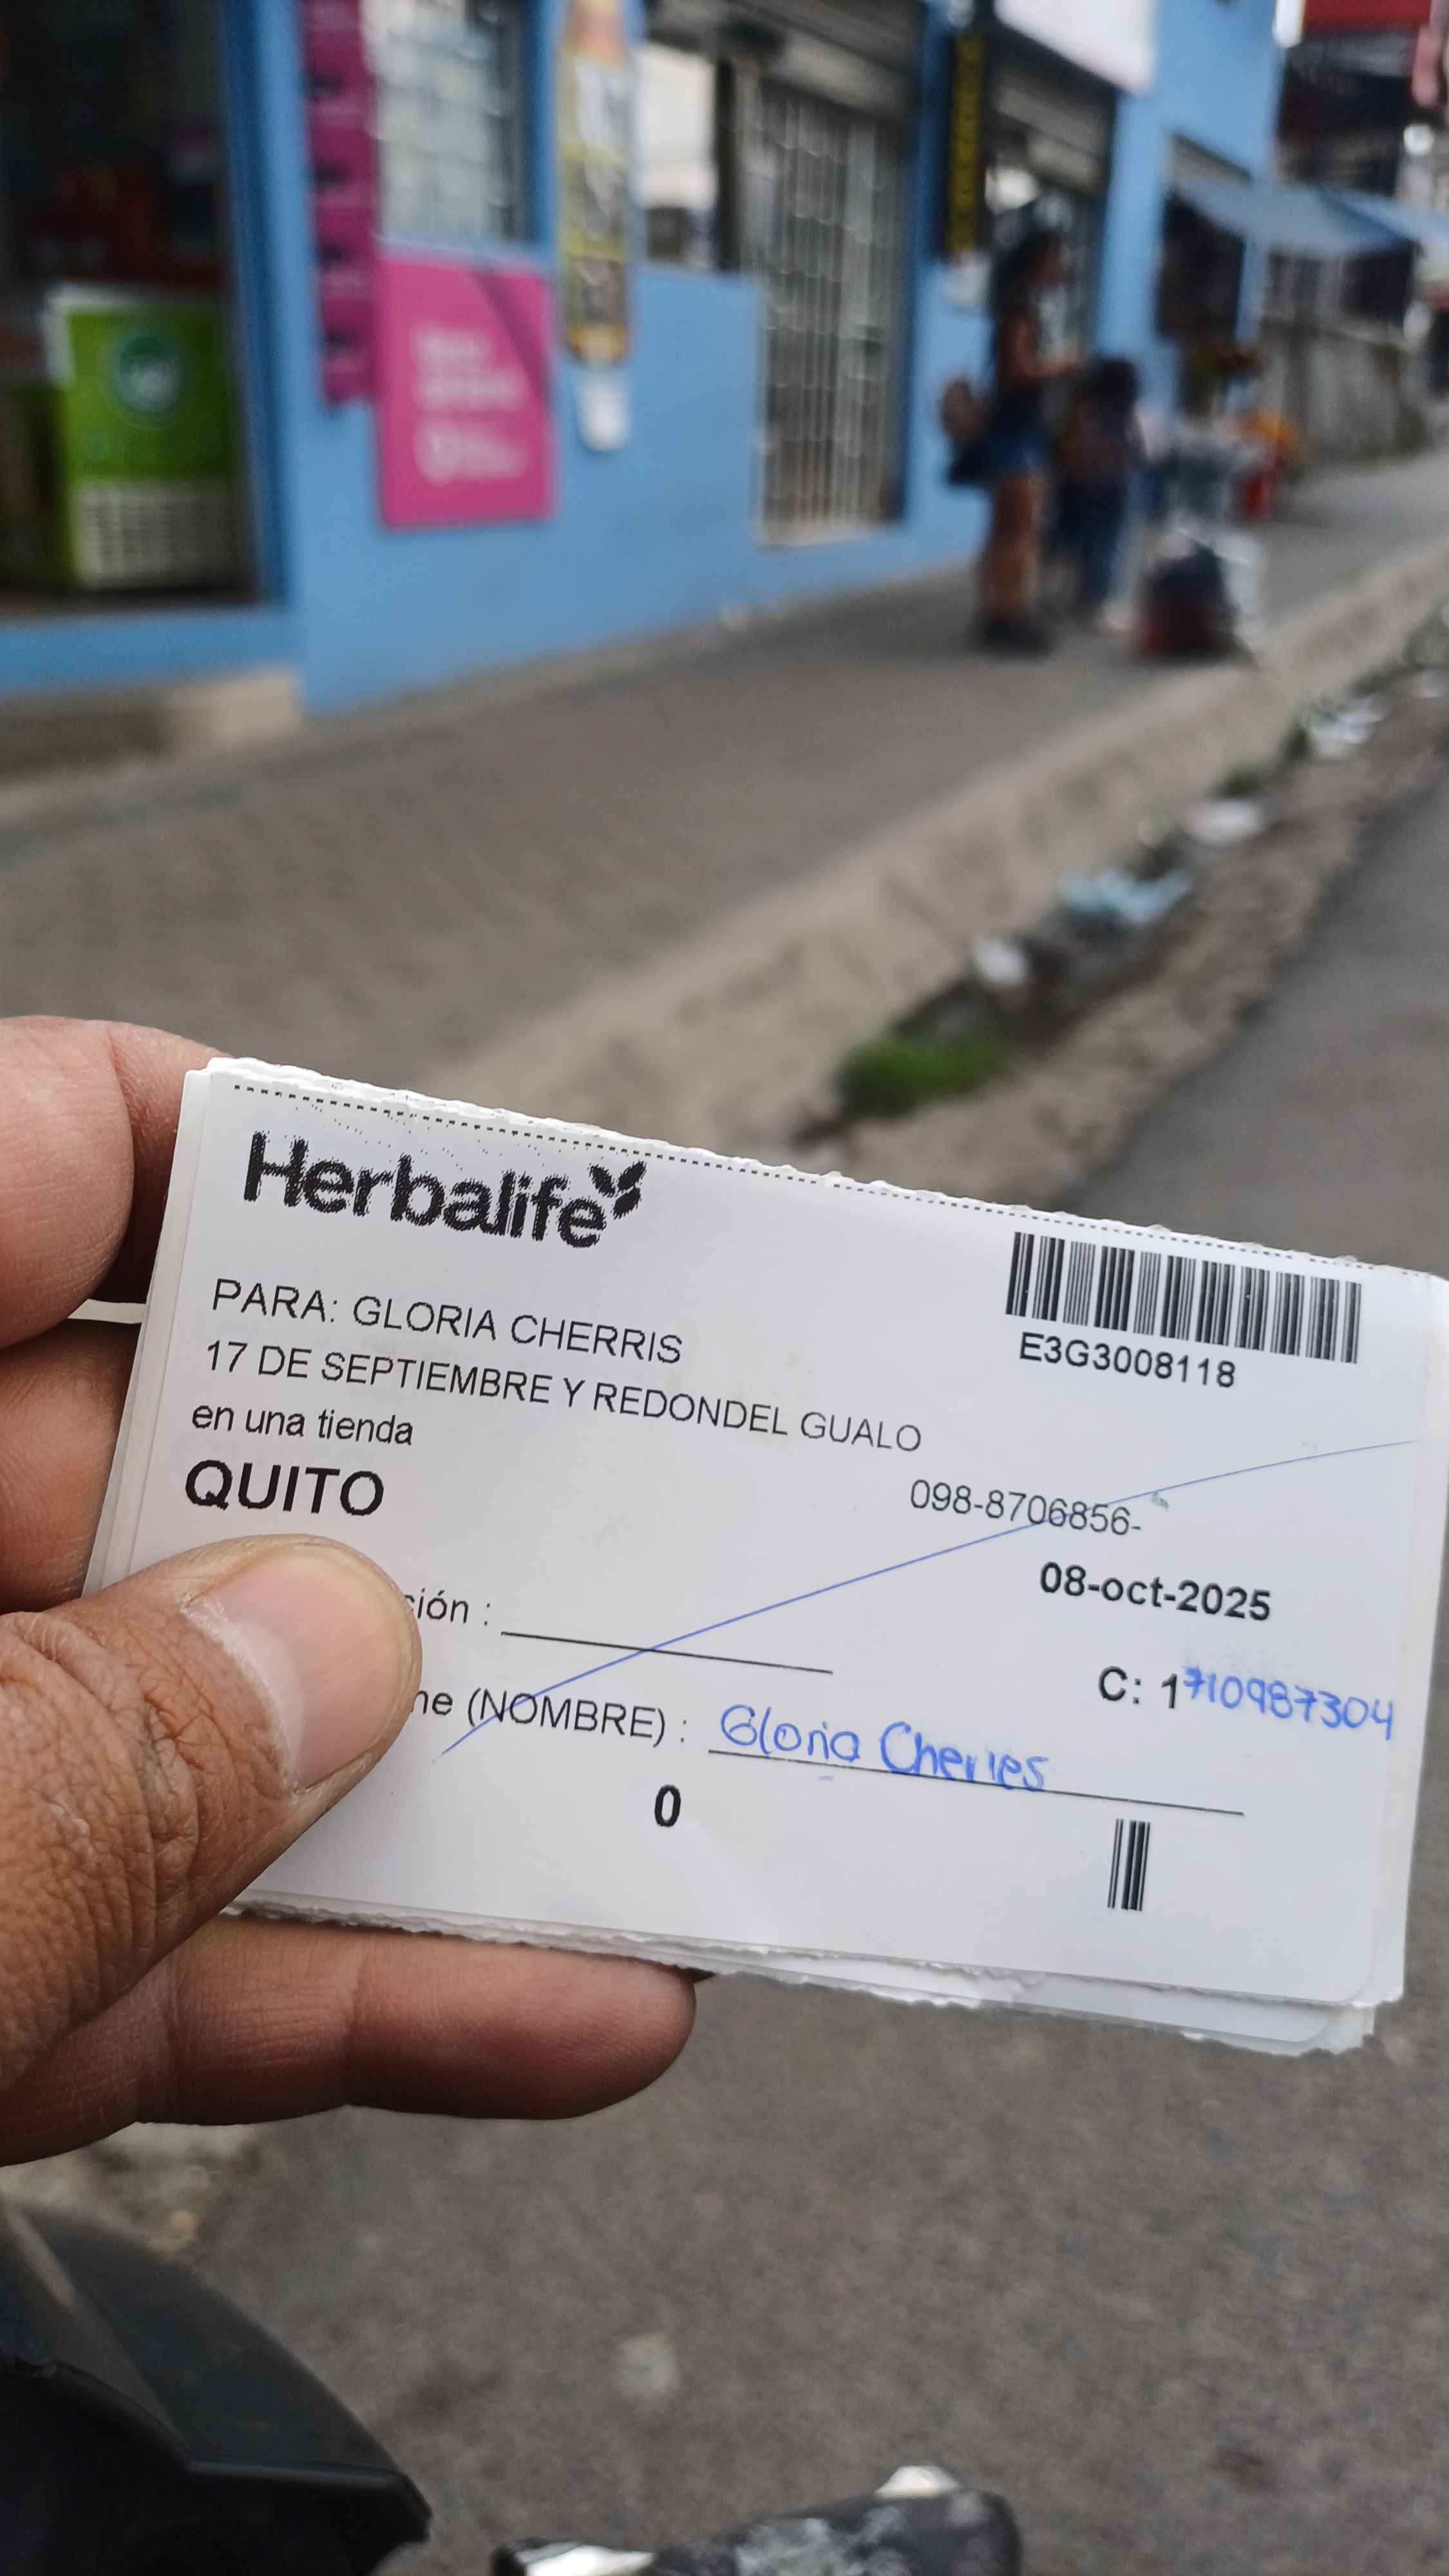 Herbalife
E3G3008118
PARA: GLORIA CHERRIS
17 DE SEPTIEMBRE Y REDONDEL GUALO
en una tienda
QUITO
098-8706856-
08-oct-2025
ción :
C: 1710987304
ne (NOMBRE) : Gloria Cherres
0